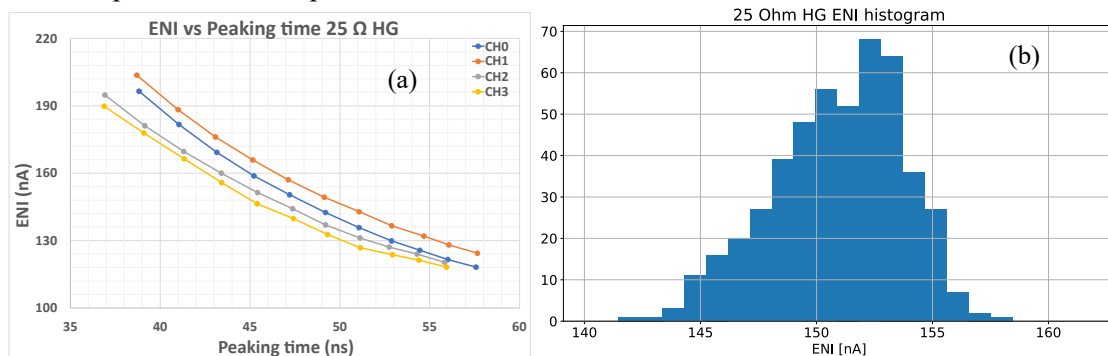 ENI vs Peaking time 25 Ω HG
CH0
CH1
CH2
CH3
(a)
220
190
160
130
100
ENI (nA)
35 40 45 50 55 60
Peaking time (ns)
25 Ohm HG ENI histogram
(b)
70
60
50
40
30
20
10
0
140 145 150 155 160
ENI [nA]